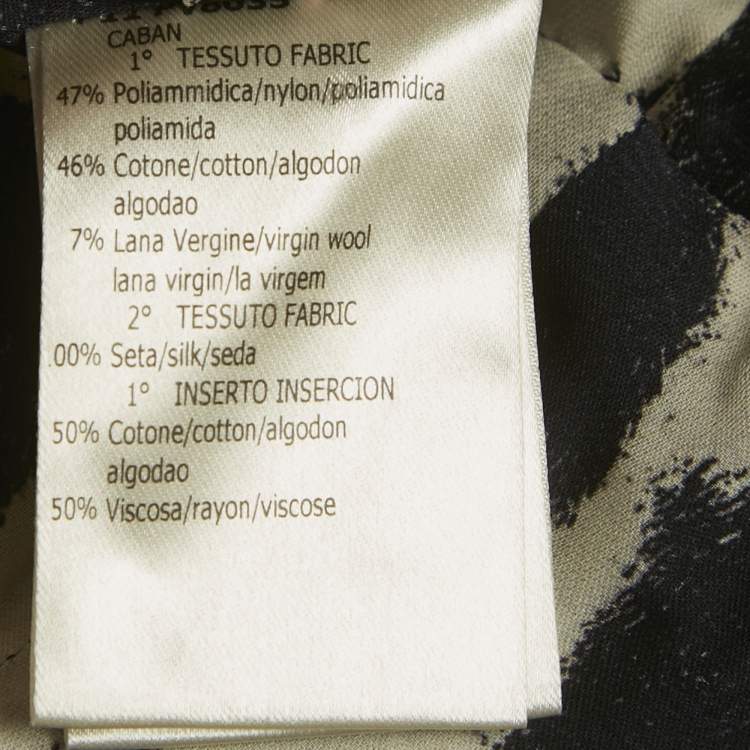 CABAN
1° TESSUTO FABRIC
47% Poliammidica/nylon/poliamidica
poliamida
46% Cotone/cotton/algodon
algodao
7% Lana Vergine/virgin wool
lana virgin/la virgem
2° TESSUTO FABRIC
00% Seta/silk/seda
1° INSERTO INSERCION
50% Cotone/cotton/algodon
algodao
50% Viscosa/rayon/viscose